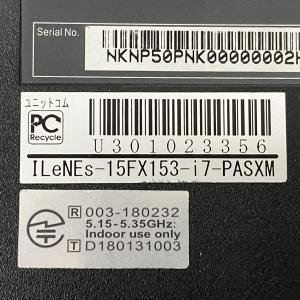 Serial No.
NKNP50PNK00000002
ユニットコム
PC
Recycle
U301023356
ILeNEs-15FX153-i7-PASXM
R 003-180232
5.15-5.35GHz:
Indoor use only
T D180131003